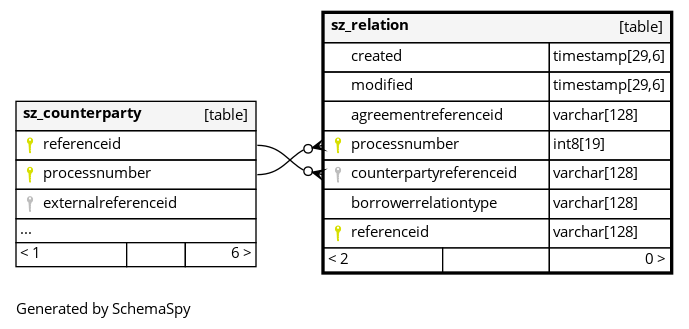 sz_relation [table]
created timestamp[29,6]
modified timestamp[29,6]
agreementreferenceid varchar[128]
processnumber int8[19]
counterpartyreferenceid varchar[128]
borrowerrelationtype varchar[128]
referenceid varchar[128]
< 2 0 >
sz_counterparty [table]
referenceid
processnumber
externalreferenceid
...
< 1 6 >
Generated by SchemaSpy